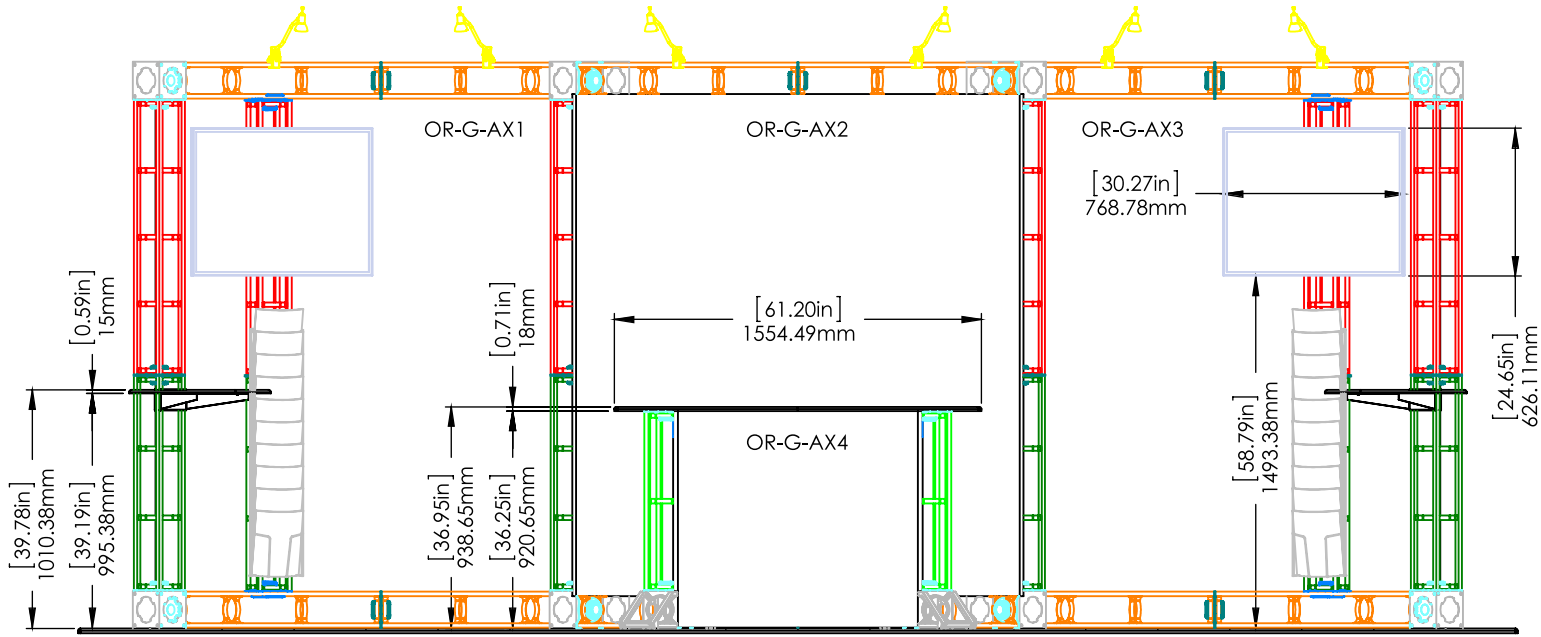 OR-G-AX1
OR-G-AX2
OR-G-AX3
[30.27in]
768.78mm
[24.65in]
626.11mm
[0.59in]
15mm
[0.71in]
18mm
[61.20in]
1554.49mm
OR-G-AX4
[39.78in]
1010.38mm
[39.19in]
995.38mm
[36.95in]
938.65mm
[36.25in]
920.65mm
[58.79in]
1493.38mm